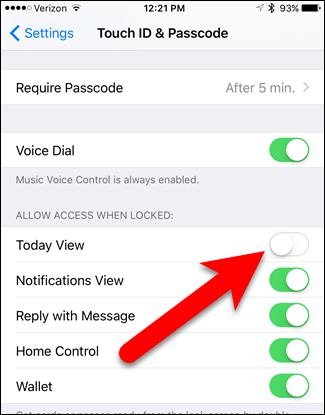 Verizon 12:21 PM 93%
Settings Touch ID & Passcode
Require Passcode After 5 min.
Voice Dial
Music Voice Control is always enabled.
ALLOW ACCESS WHEN LOCKED:
Today View
Notifications View
Reply with Message
Home Control
Wallet